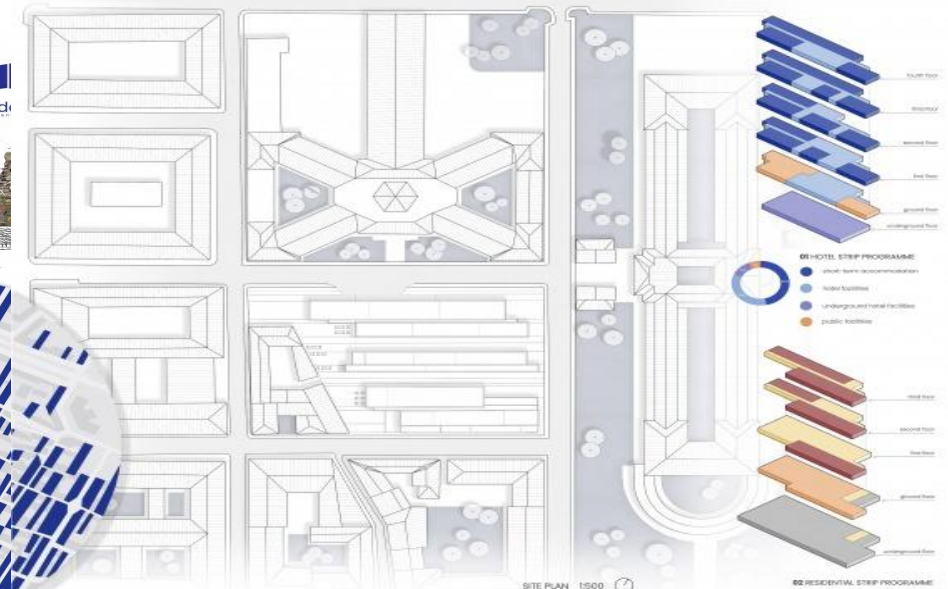 fourth floor
third floor
second floor
first floor
ground floor
underground floor
01 HOTEL STRIP PROGRAMME
short term accommodation
hotel facilities
underground hotel facilities
public facilities
third floor
second floor
first floor
ground floor
underground floor
SITE PLAN 1:500
02 RESIDENTIAL STRIP PROGRAMME